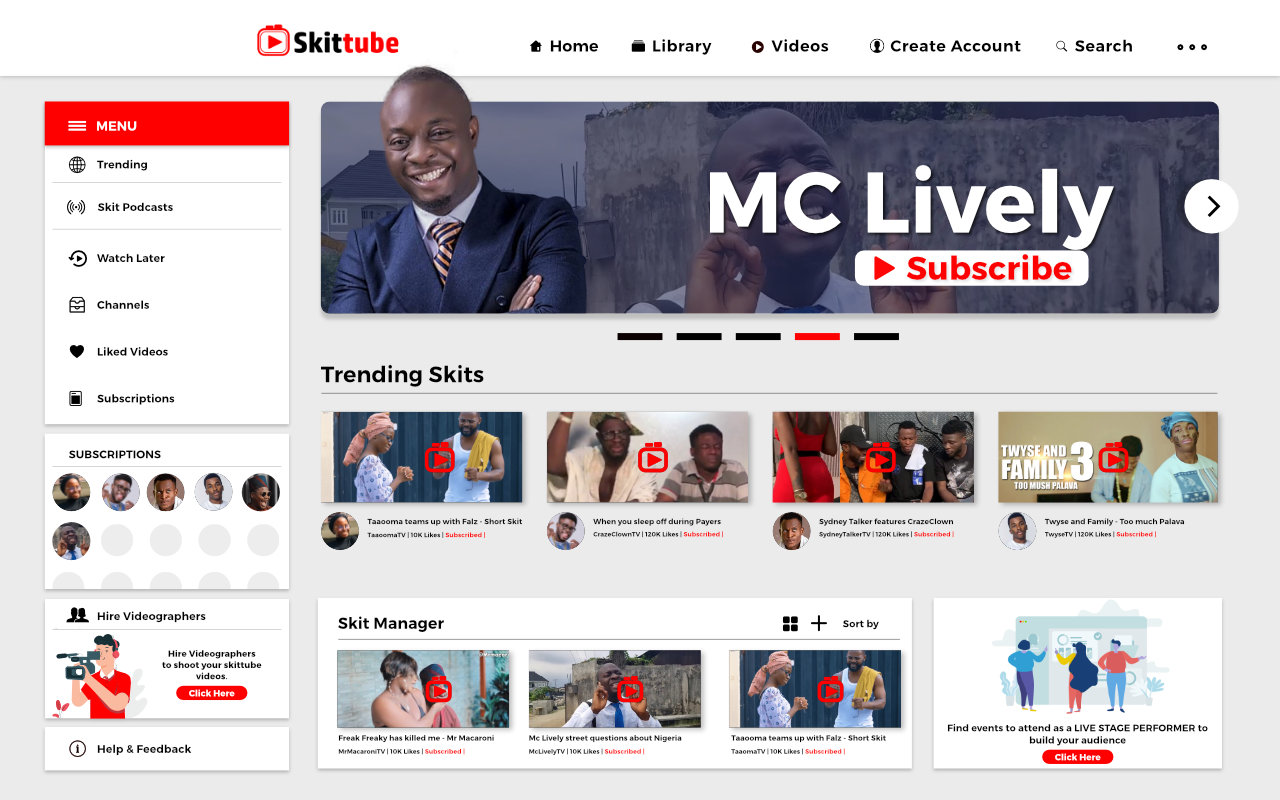 Skittube
Home
Library
Videos
Create Account
Search
MENU
Trending
Skit Podcasts
Watch Later
Channels
Liked Videos
Subscriptions
MC Lively
Subscribe
Trending Skits
TWYSE AND
FAMILY 3
TOO MUSH PALAVA
Taaooma teams up with Falz - Short Skit
TaaomaTV | 10K Likes | Subscribed |
When you sleep off during Payers
CrazeClownTV | 120K Likes | Subscribed |
Sydney Talker features CrazeClown
SydneyTalkerTV | 120K Likes | Subscribed |
Twyse and Family - Too much Palava
TwyseTV | 120K Likes | Subscribed |
SUBSCRIPTIONS
Hire Videographers
Hire Videographers
to shoot your skittube
videos.
Click Here
Help & Feedback
Skit Manager
Sort by
Freak Freaky has killed me - Mr Macaroni
MrMacaroniTV | 10K Likes | Subscribed |
Mc Lively street questions about Nigeria
McLivelyTV | 10K Likes | Subscribed |
Taaooma teams up with Falz - Short Skit
TaaomaTV | 10K Likes | Subscribed |
Find events to attend as a LIVE STAGE PERFORMER to
build your audience
Click Here